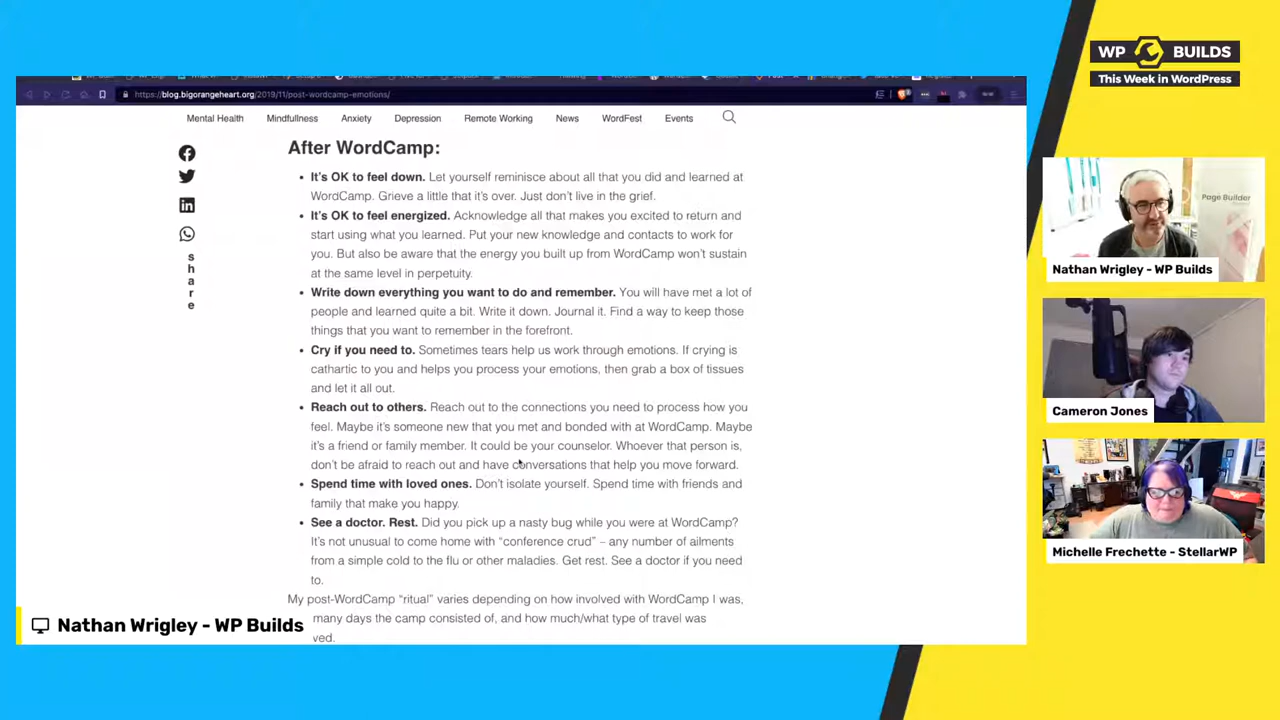 https://blog.bigorangeheart.org/2019/11/post-wordcamp-emotions/
Mental Health
Mindfullness
Anxiety
Depression
Remote Working
News
WordFest
Events
share
After WordCamp:
• It's OK to feel down. Let yourself reminisce about all that you did and learned at
WordCamp. Grieve a little that it's over. Just don't live in the grief.
• It's OK to feel energized. Acknowledge all that makes you excited to return and
start using what you learned. Put your new knowledge and contacts to work for
you. But also be aware that the energy you built up from WordCamp won't sustain
at the same level in perpetuity.
• Write down everything you want to do and remember. You will have met a lot of
people and learned quite a bit. Write it down. Journal it. Find a way to keep those
things that you want to remember in the forefront.
• Cry if you need to. Sometimes tears help us work through emotions. If crying is
cathartic to you and helps you process your emotions, then grab a box of tissues
and let it all out.
• Reach out to others. Reach out to the connections you need to process how you
feel. Maybe it's someone new that you met and bonded with at WordCamp. Maybe
it's a friend or family member. It could be your counselor. Whoever that person is,
don't be afraid to reach out and have conversations that help you move forward.
• Spend time with loved ones. Don't isolate yourself. Spend time with friends and
family that make you happy.
• See a doctor. Rest. Did you pick up a nasty bug while you were at WordCamp?
It's not unusual to come home with “conference crud” – any number of ailments
from a simple cold to the flu or other maladies. Get rest. See a doctor if you need
to.
My post-WordCamp “ritual” varies depending on how involved with WordCamp I was,
many days the camp consisted of, and how much/what type of travel was
ved.
Nathan Wrigley - WP Builds
WP BUILDS
This Week in WordPress
Page Builder
Nathan Wrigley - WP Builds
Cameron Jones
Michelle Frechette - StellarWP